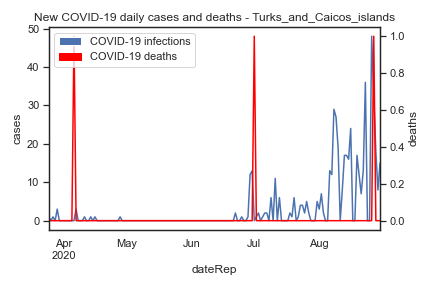 New COVID-19 daily cases and deaths - Turks_and_Caicos_islands
COVID-19 infections
COVID-19 deaths
50
40
30
20
10
0
cases
1.0
0.8
0.6
0.4
0.2
0.0
deaths
Apr
2020
May
Jun
Jul
Aug
dateRep